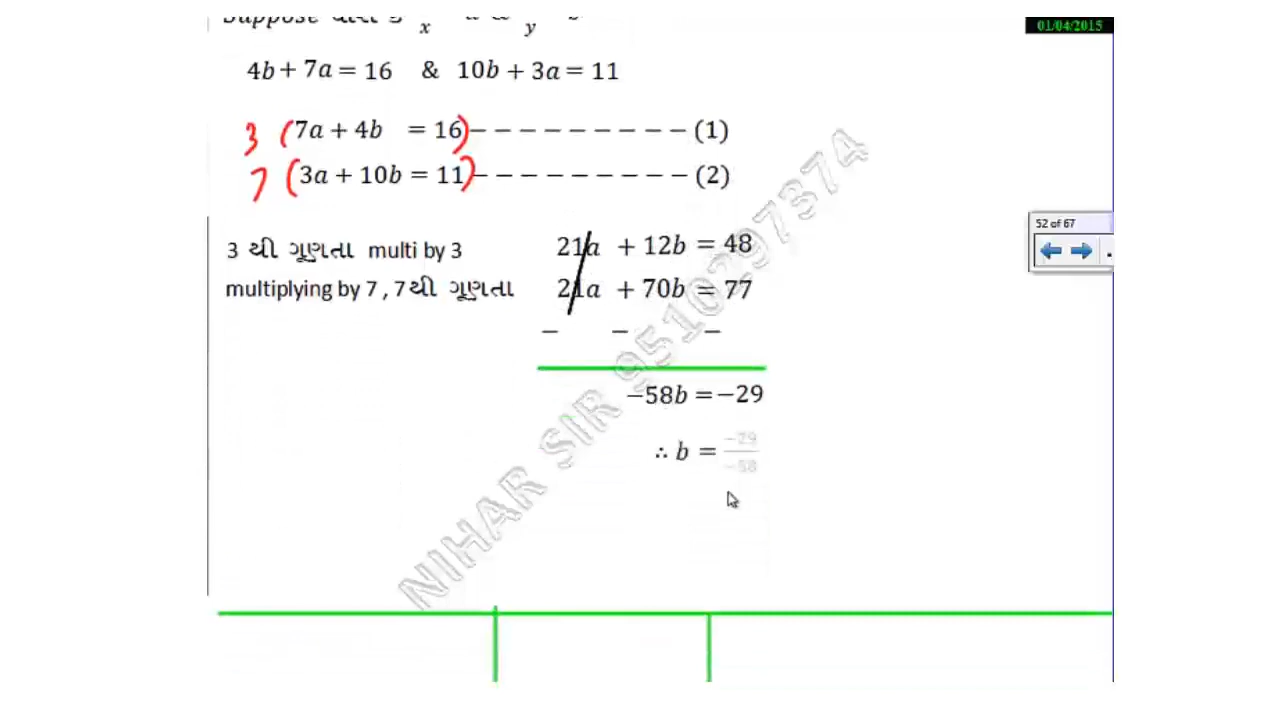 01/04/2015
4b + 7a = 16 & 10b + 3a = 11
3 (7a + 4b = 16) − − − − − − − − − − (1)
7 (3a + 10b = 11) − − − − − − − − − − (2)
52 of 67
3 થી ગૂણતા multi by 3 21a + 12b = 48
multiplying by 7 , 7થી ગૂણતા 21a + 70b = 77
− − −
−58b = −29
∴ b = −29/−58
NIHAR SIR 9510297374